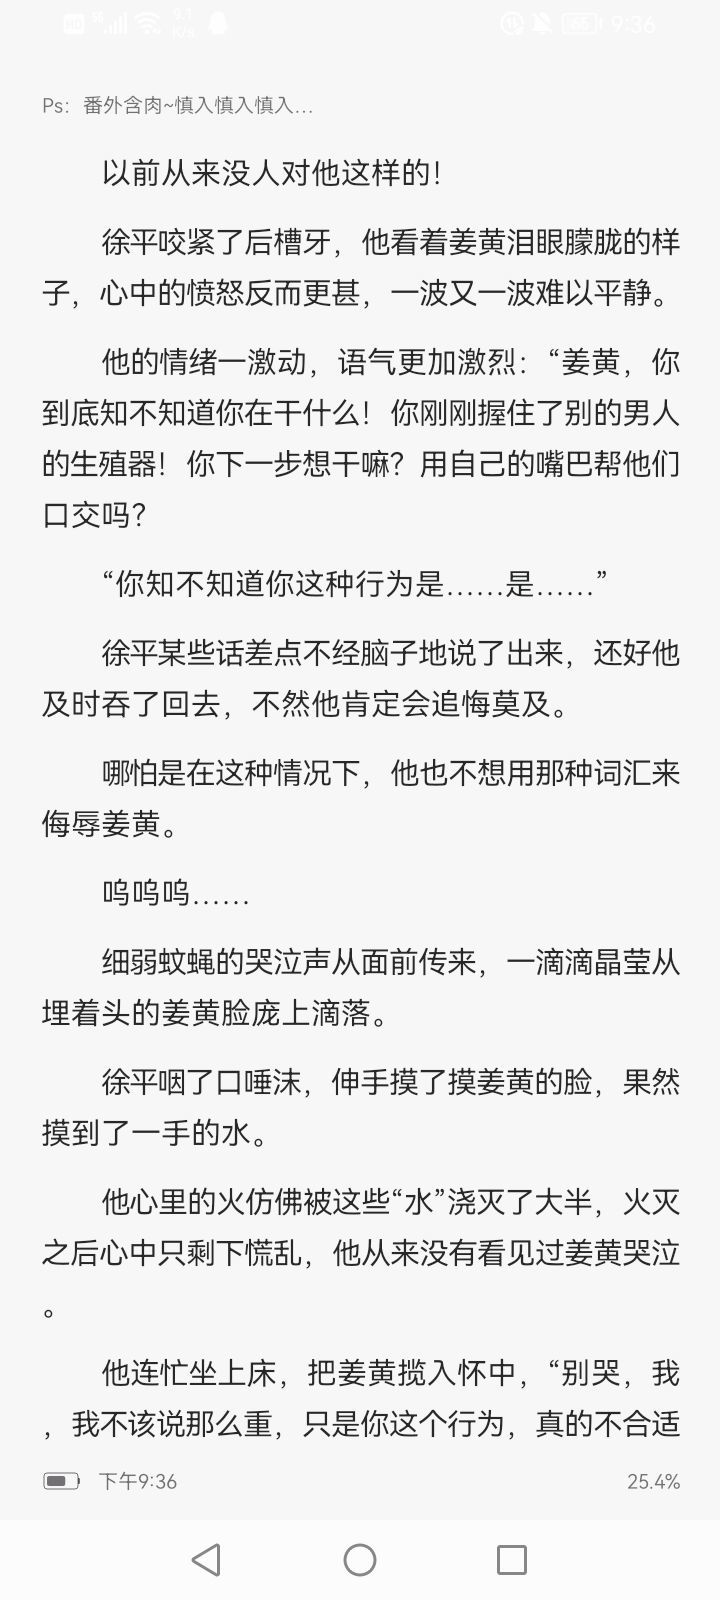 HD 5G 9.1 K/s 65 9:36
Ps：番外含肉~慎入慎入慎入...
以前从来没人对他这样的！
徐平咬紧了后槽牙，他看着姜黄泪眼朦胧的样
子，心中的愤怒反而更甚，一波又一波难以平静。
他的情绪一激动，语气更加激烈：“姜黄，你
到底知不知道你在干什么！你刚刚握住了别的男人
的生殖器！你下一步想干嘛？用自己的嘴巴帮他们
口交吗？
“你知不知道你这种行为是……是……”
徐平某些话差点不经脑子地说了出来，还好他
及时吞了回去，不然他肯定会追悔莫及。
哪怕是在这种情况下，他也不想用那种词汇来
侮辱姜黄。
呜呜呜……
细弱蚊蝇的哭泣声从面前传来，一滴滴晶莹从
埋着头的姜黄脸庞上滴落。
徐平咽了口唾沫，伸手摸了摸姜黄的脸，果然
摸到了一手的水。
他心里的火仿佛被这些“水”浇灭了大半，火灭
之后心中只剩下慌乱，他从来没有看见过姜黄哭泣
。
他连忙坐上床，把姜黄揽入怀中，“别哭，我
，我不该说那么重，只是你这个行为，真的不合适
下午9:36 25.4%